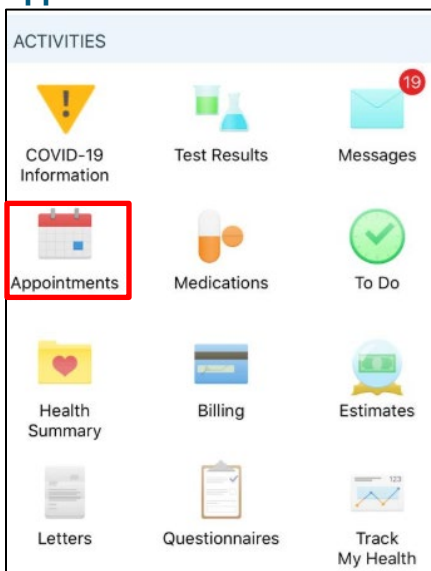 ACTIVITIES
19
COVID-19
Information
Test Results
Messages
Appointments
Medications
To Do
Health
Summary
Billing
Estimates
123
Letters
Questionnaires
Track
My Health